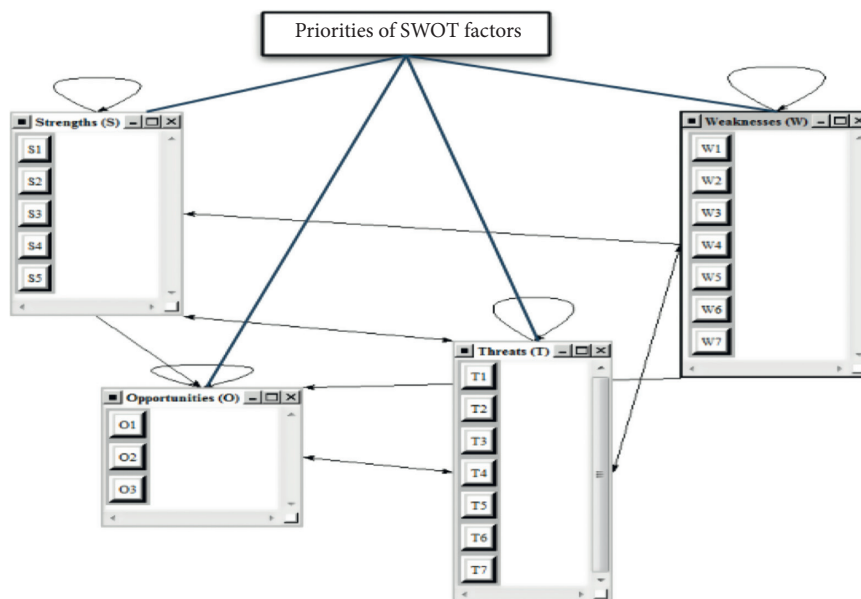 Priorities of SWOT factors
Strengths (S)
S1
S2
S3
S4
S5
Weaknesses (W)
W1
W2
W3
W4
W5
W6
W7
Opportunities (O)
O1
O2
O3
Threats (T)
T1
T2
T3
T4
T5
T6
T7